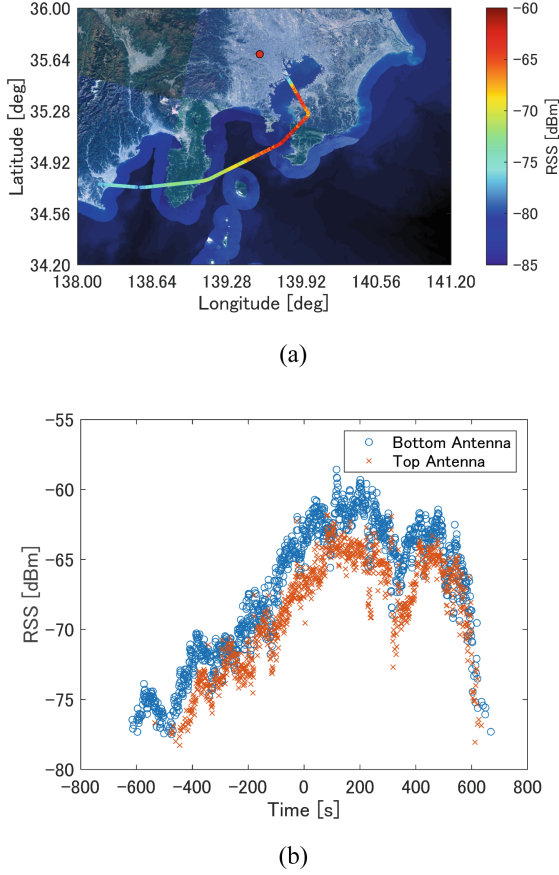 36.00
35.64
35.28
34.92
34.56
34.20
Latitude [deg]
138.00 138.64 139.28 139.92 140.56 141.20
Longitude [deg]
−60
−65
−70
−75
−80
−85
RSS [dBm]
(a)
−55
−60
−65
−70
−75
−80
RSS [dBm]
Bottom Antenna
Top Antenna
−800 −600 −400 −200 0 200 400 600 800
Time [s]
(b)